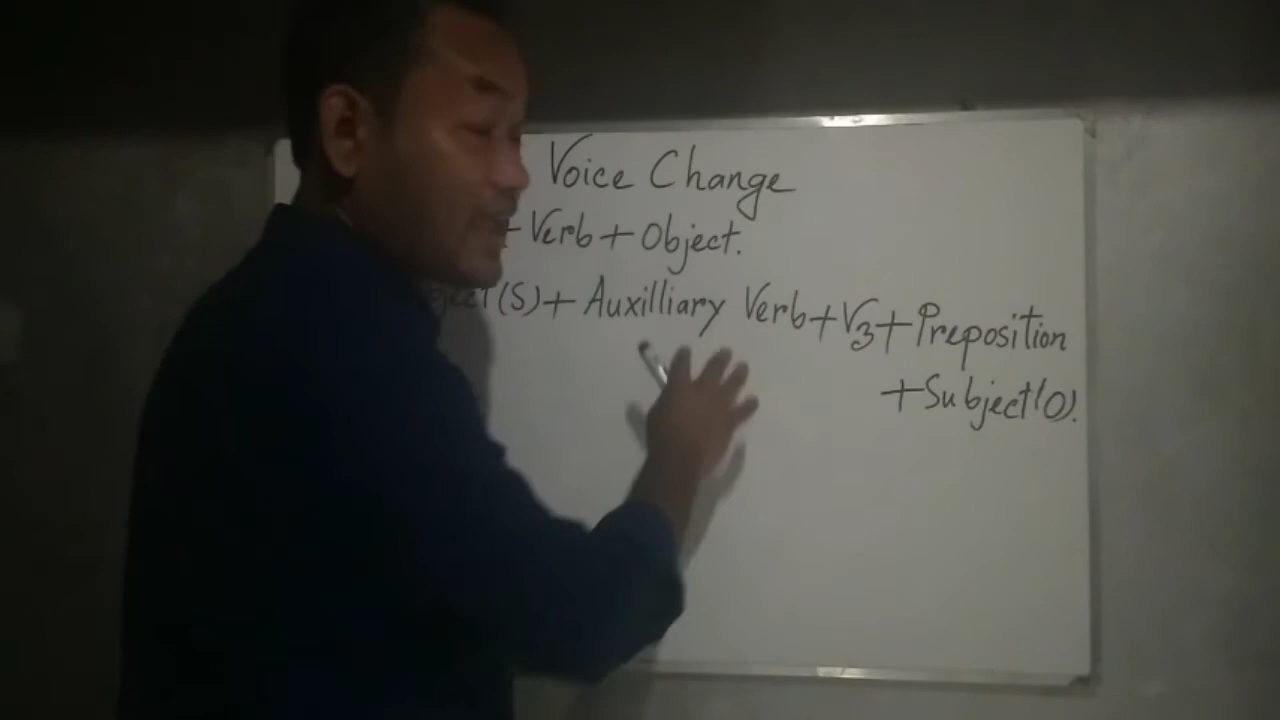 Voice Change
+ Verb + Object.
(S) + Auxilliary Verb + V3 + Preposition
+ Subject (O).